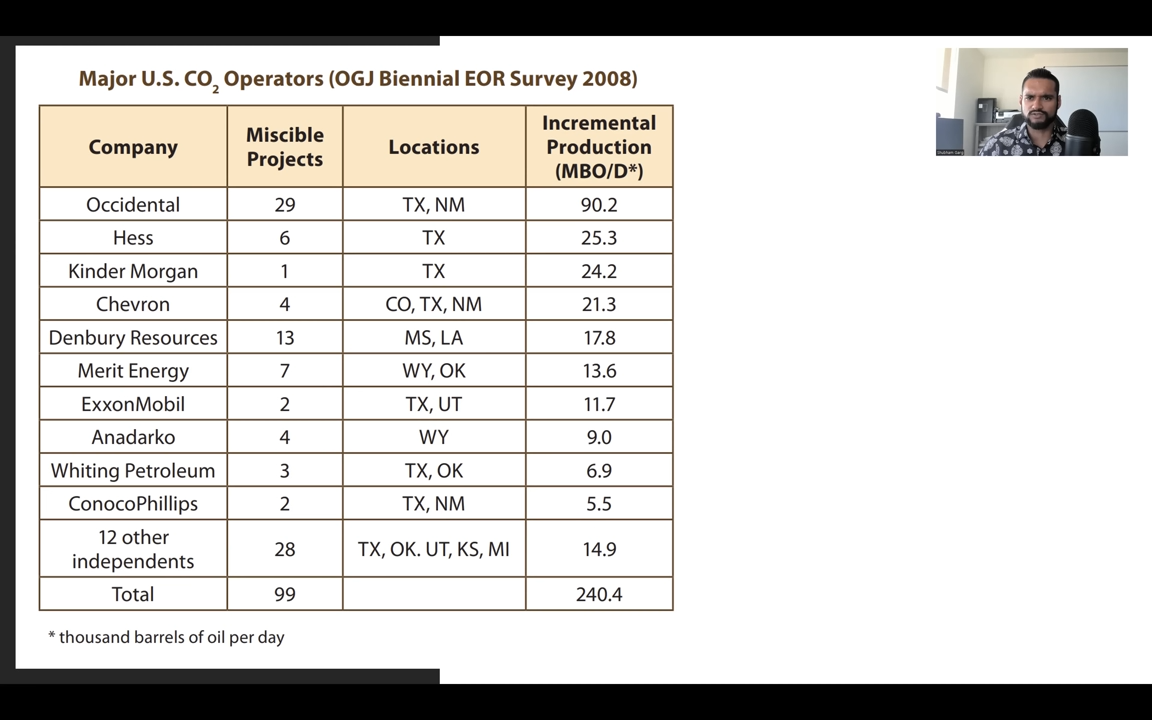 Major U.S. CO2 Operators (OGJ Biennial EOR Survey 2008)
Company Miscible Projects Locations Incremental Production (MBO/D*)
Occidental 29 TX, NM 90.2
Hess 6 TX 25.3
Kinder Morgan 1 TX 24.2
Chevron 4 CO, TX, NM 21.3
Denbury Resources 13 MS, LA 17.8
Merit Energy 7 WY, OK 13.6
ExxonMobil 2 TX, UT 11.7
Anadarko 4 WY 9.0
Whiting Petroleum 3 TX, OK 6.9
ConocoPhillips 2 TX, NM 5.5
12 other independents 28 TX, OK. UT, KS, MI 14.9
Total 99 240.4
* thousand barrels of oil per day